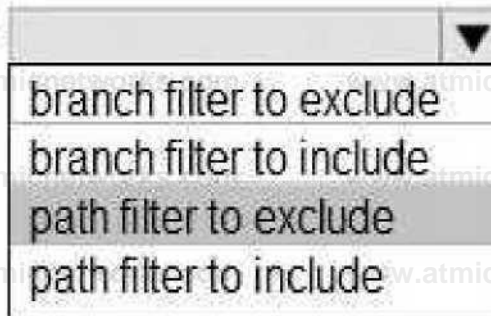 branch filter to exclude
branch filter to include
path filter to exclude
path filter to include